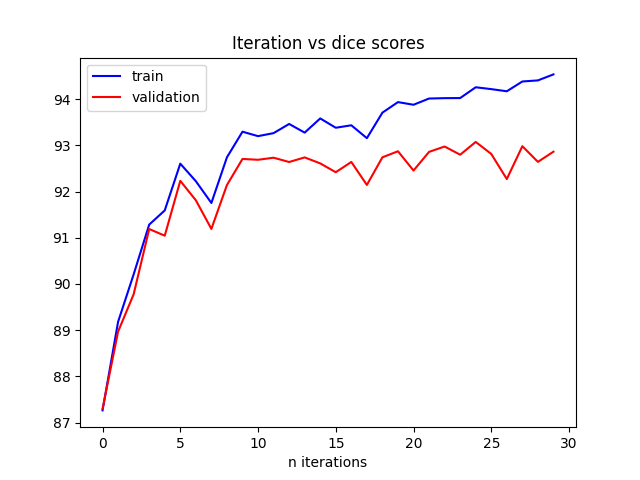 Iteration vs dice scores
train
validation
94
93
92
91
90
89
88
87
0 5 10 15 20 25 30
n iterations